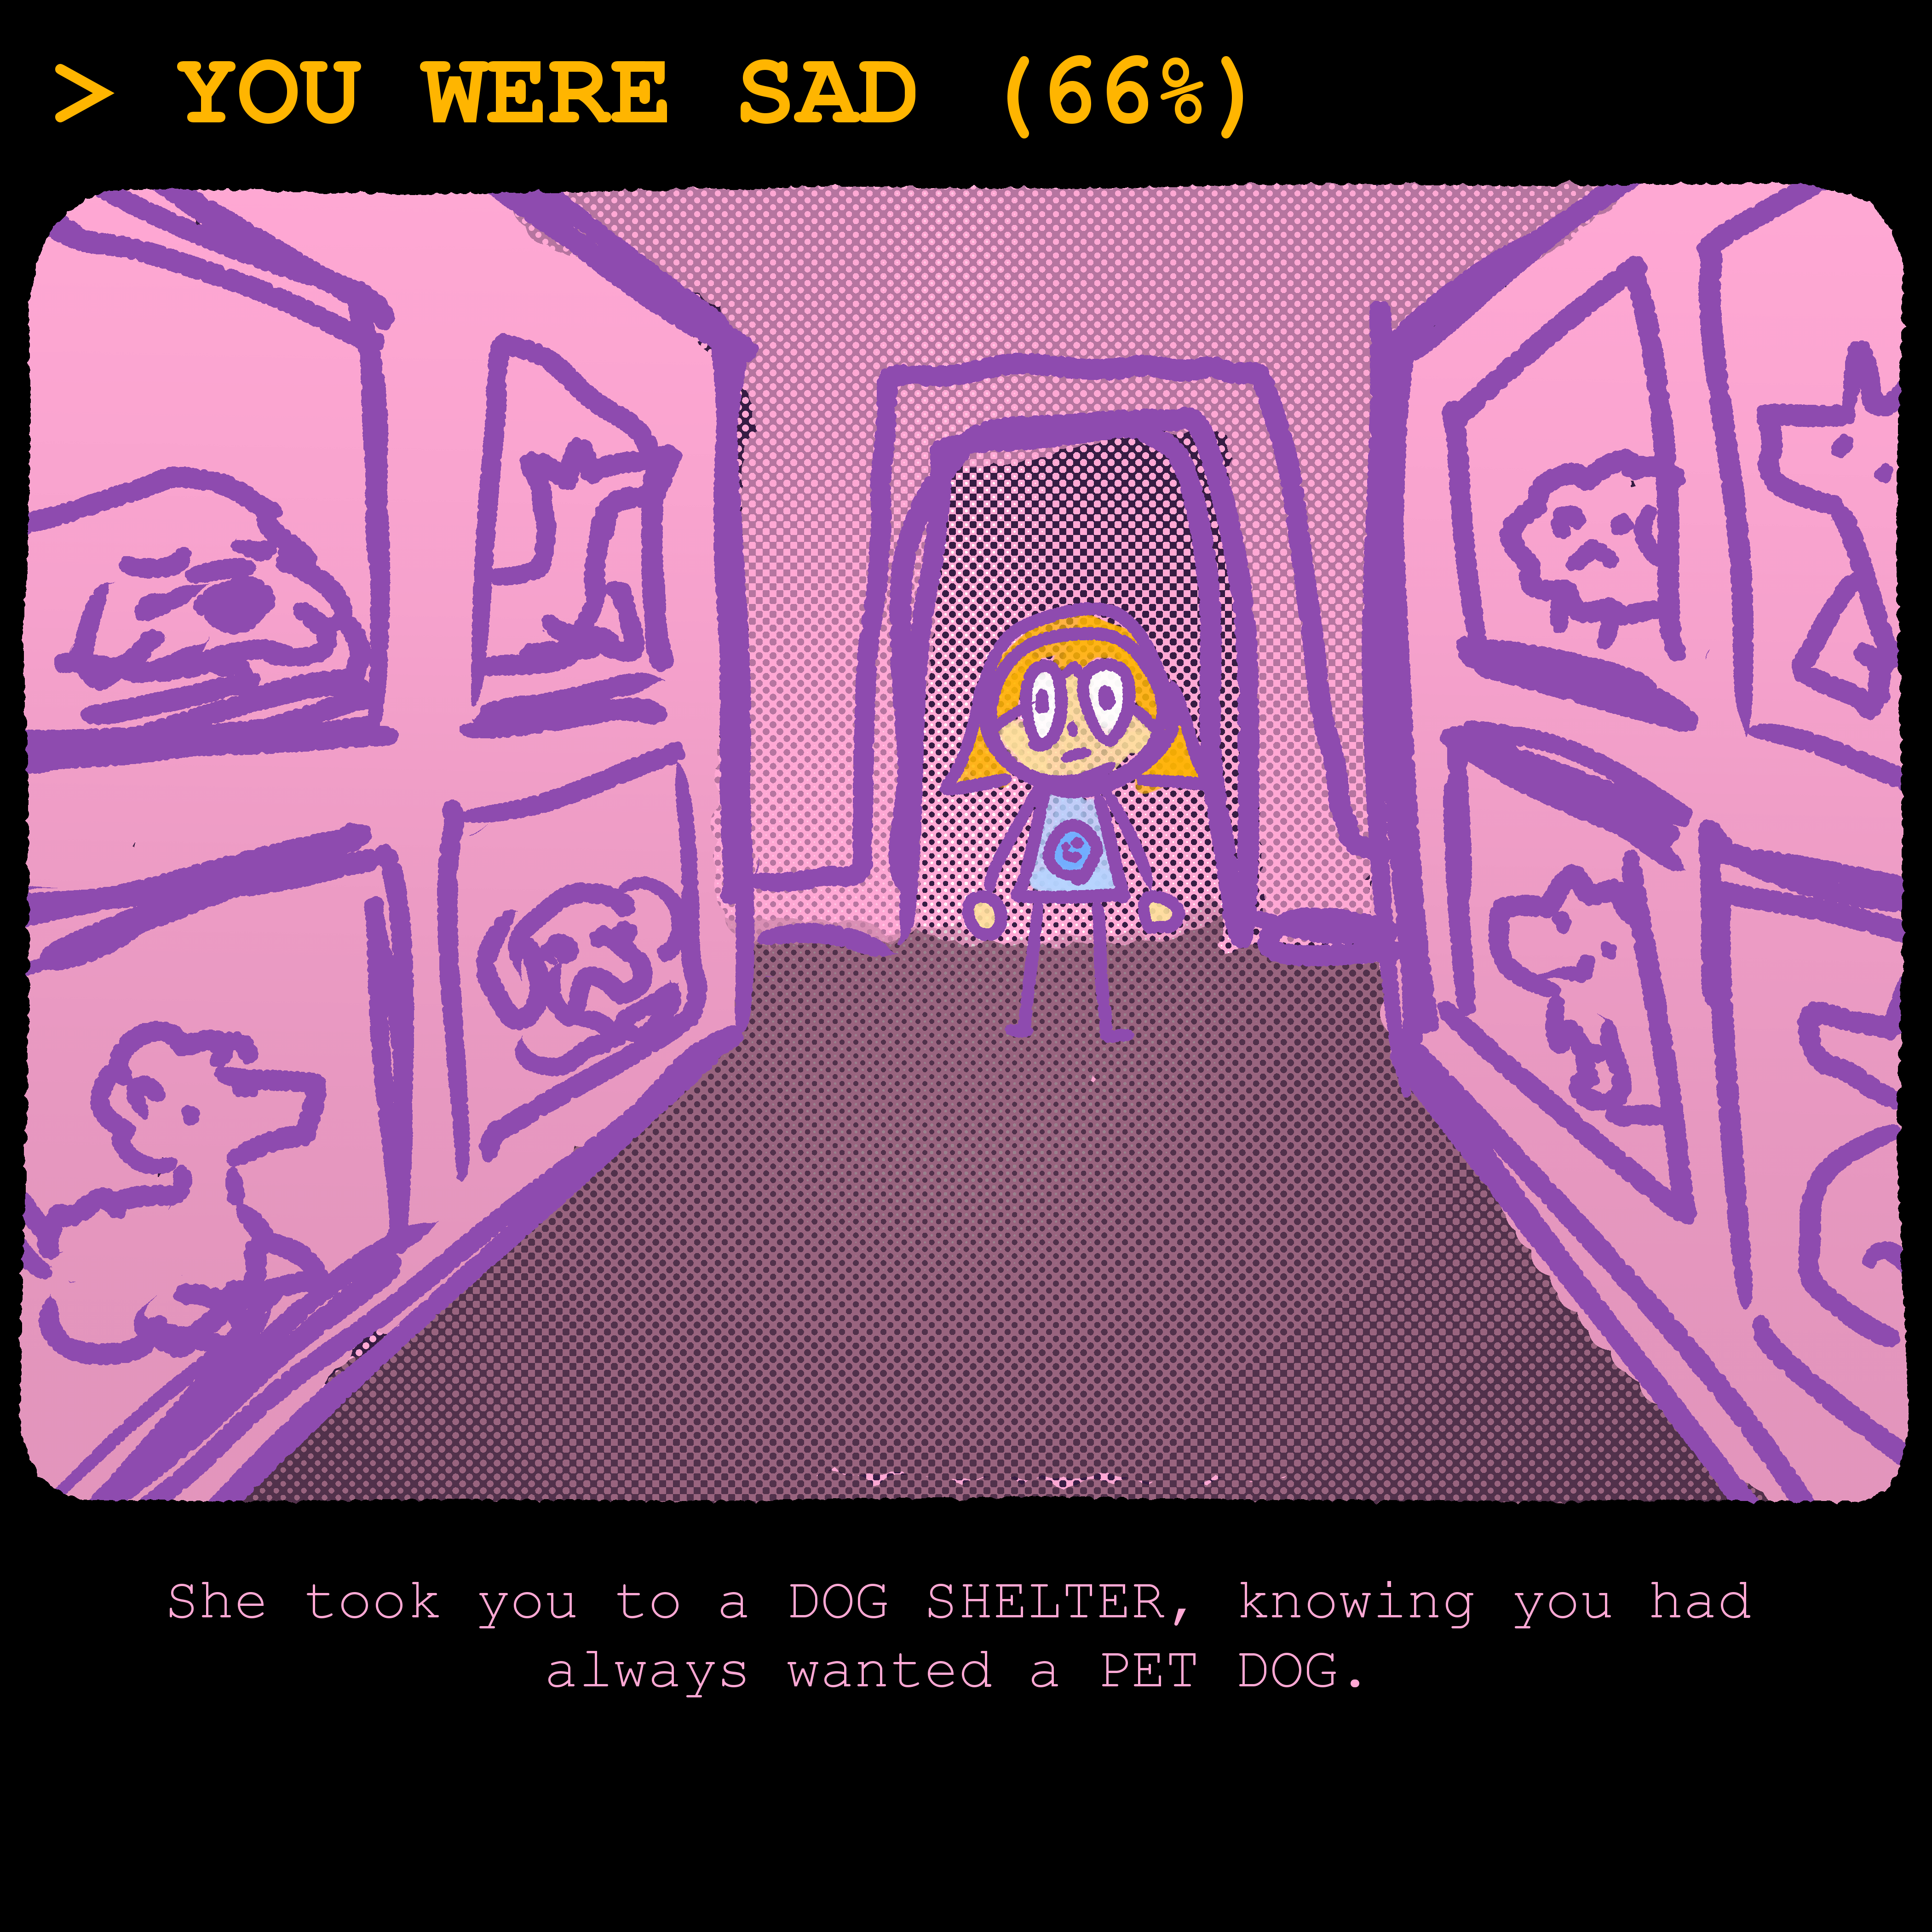 > YOU WERE SAD (66%)
She took you to a DOG SHELTER, knowing you had
always wanted a PET DOG.